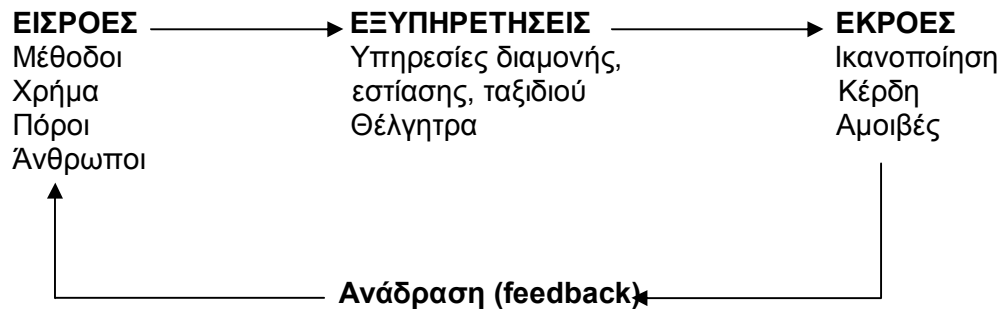 ΕΙΣΡΟΕΣ ΕΞΥΠΗΡΕΤΗΣΕΙΣ ΕΚΡΟΕΣ
Μέθοδοι Υπηρεσίες διαμονής, Ικανοποίηση
Χρήμα εστίασης, ταξιδιού Κέρδη
Πόροι Θέλγητρα Αμοιβές
Άνθρωποι
Ανάδραση (feedback)